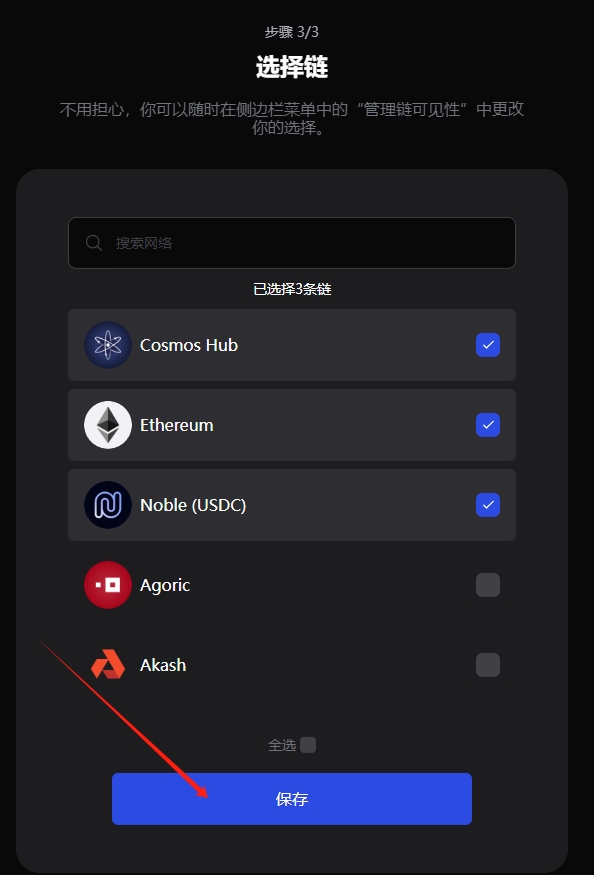 步骤 3/3
选择链
不用担心，你可以随时在侧边栏菜单中的“管理链可见性”中更改
你的选择。
搜索网络
已选择3条链
Cosmos Hub
Ethereum
Noble (USDC)
Agoric
Akash
全选
保存